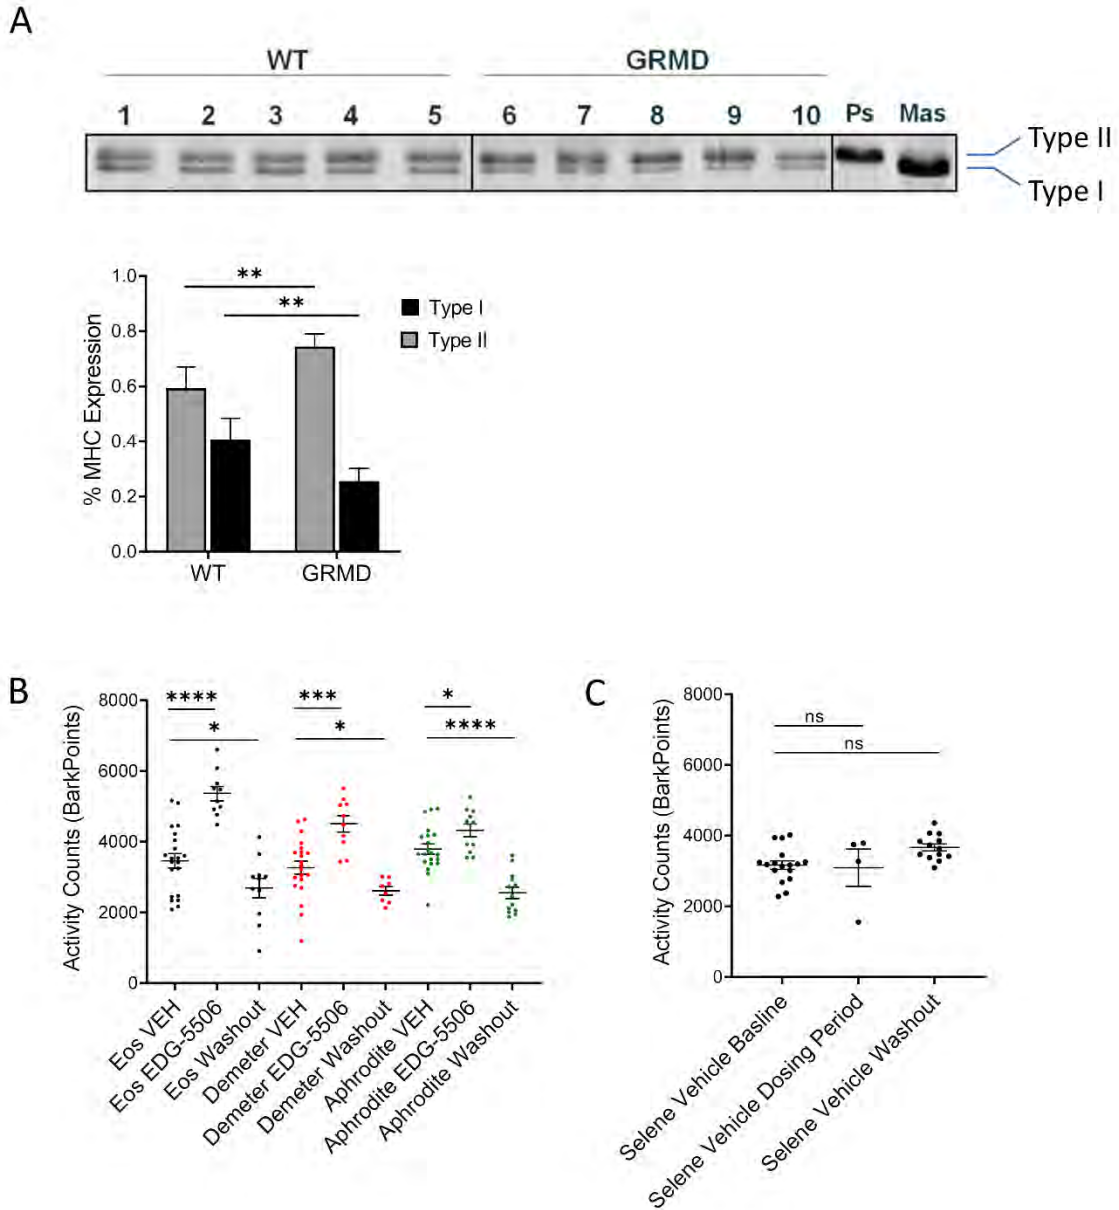 A
WT GRMD
1 2 3 4 5 6 7 8 9 10 Ps Mas
Type II
Type I
**
**
1.0
0.8
0.6
0.4
0.2
0.0
% MHC Expression
Type I
Type II
WT GRMD
B
**** *** *
* * ****
8000
6000
4000
2000
0
Activity Counts (BarkPoints)
Eos VEH
Eos EDG-5506
Eos Washout
Demeter VEH
Demeter EDG-5506
Demeter Washout
Aphrodite VEH
Aphrodite EDG-5506
Aphrodite Washout
C
ns
ns
8000
6000
4000
2000
0
Activity Counts (BarkPoints)
Selene Vehicle Basline
Selene Vehicle Dosing Period
Selene Vehicle Washout